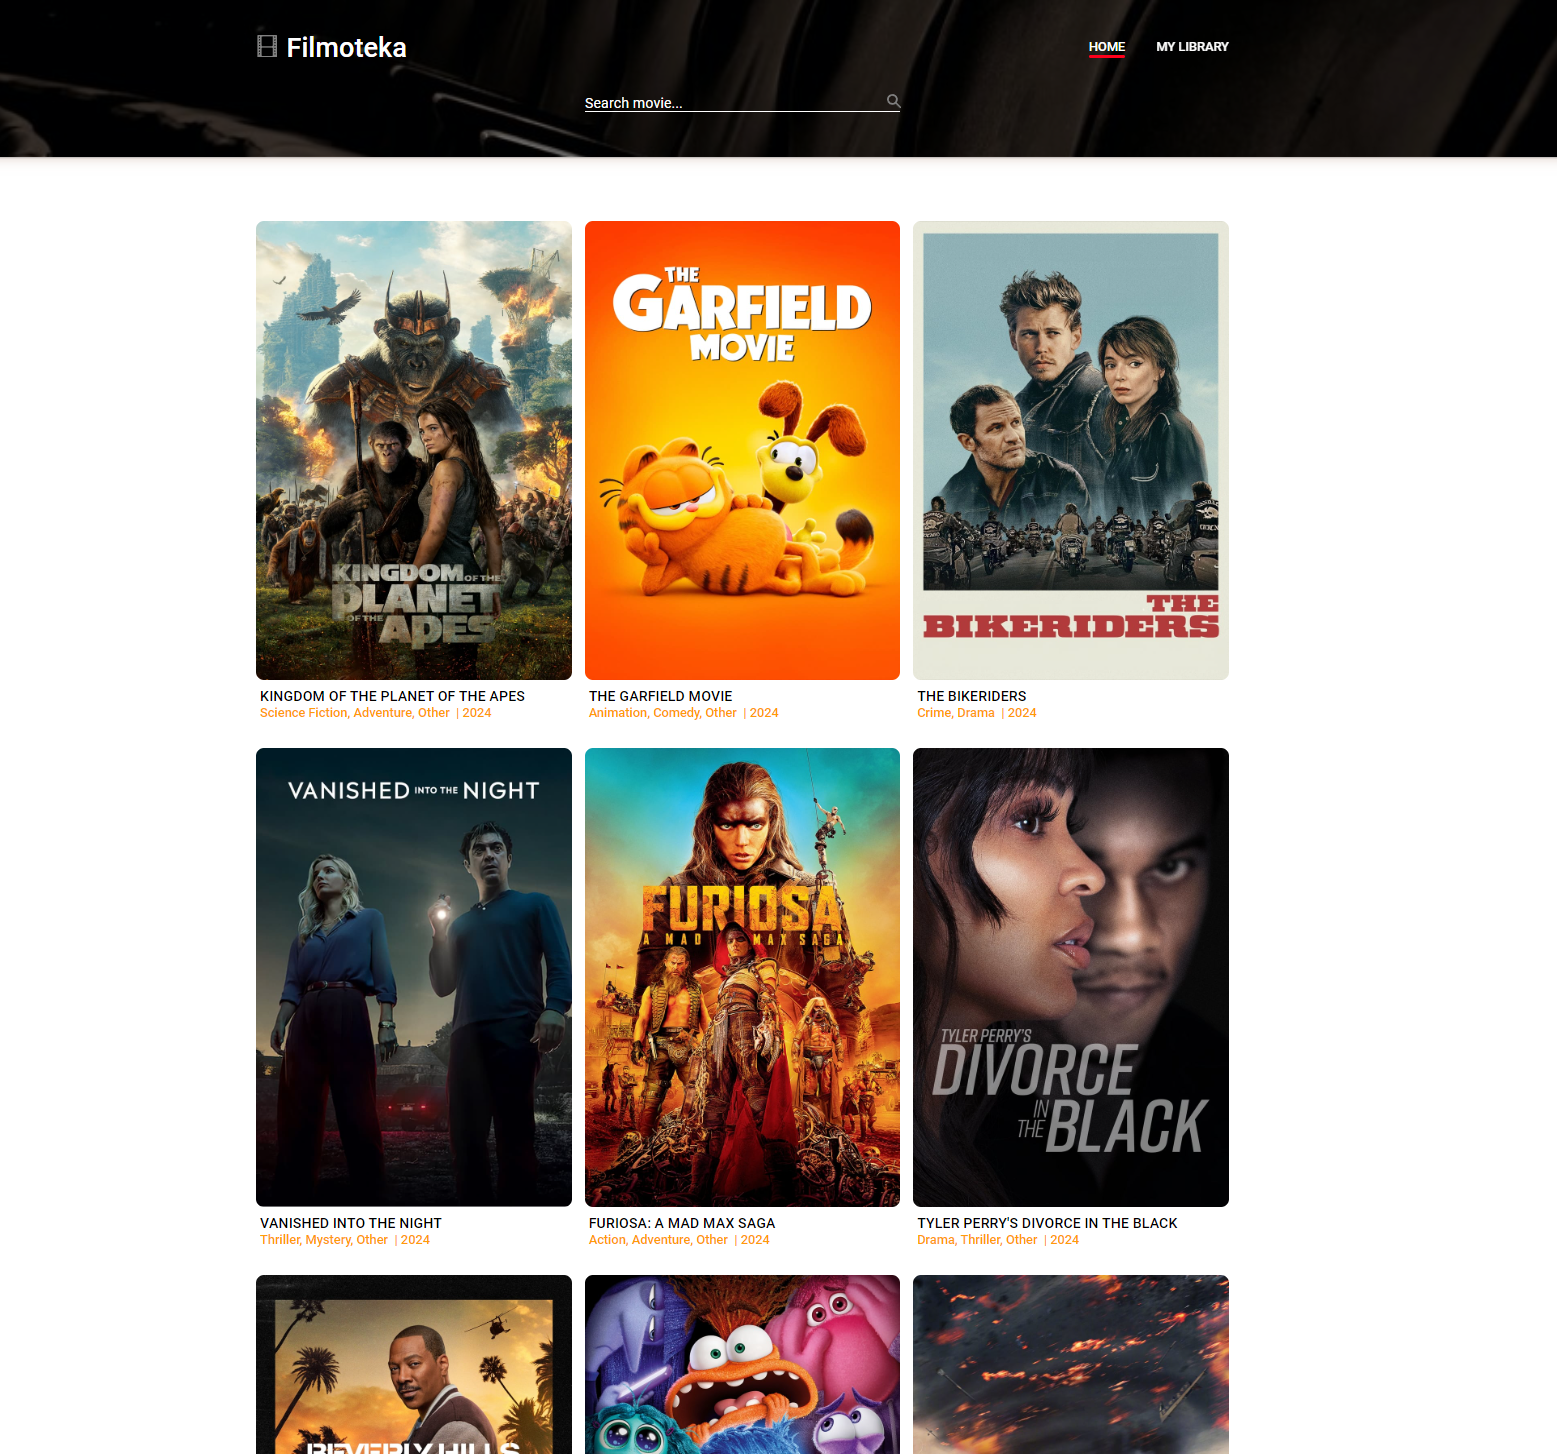 Filmoteka
HOME
MY LIBRARY
Search movie...
THE
GARFIELD
MOVIE
KINGDOM OF THE
PLANET
OF THE
APES
THE
BIKERIDERS
KINGDOM OF THE PLANET OF THE APES
Science Fiction, Adventure, Other | 2024
THE GARFIELD MOVIE
Animation, Comedy, Other | 2024
THE BIKERIDERS
Crime, Drama | 2024
VANISHED INTO THE NIGHT
FURIOSA
A MAD MAX SAGA
TYLER PERRY'S
DIVORCE
IN THE BLACK
VANISHED INTO THE NIGHT
Thriller, Mystery, Other | 2024
FURIOSA: A MAD MAX SAGA
Action, Adventure, Other | 2024
TYLER PERRY'S DIVORCE IN THE BLACK
Drama, Thriller, Other | 2024
BEVERLY HILLS